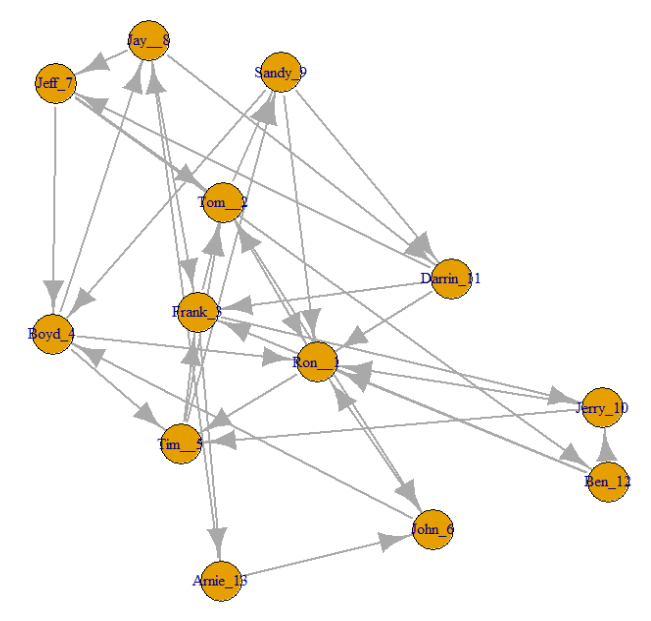 Jay__8
Jeff_7
Sandy_9
Tom__2
Darrin_11
Frank_3
Boyd_4
Ron__1
Jerry_10
Tim__5
Ben_12
John_6
Arnie_13